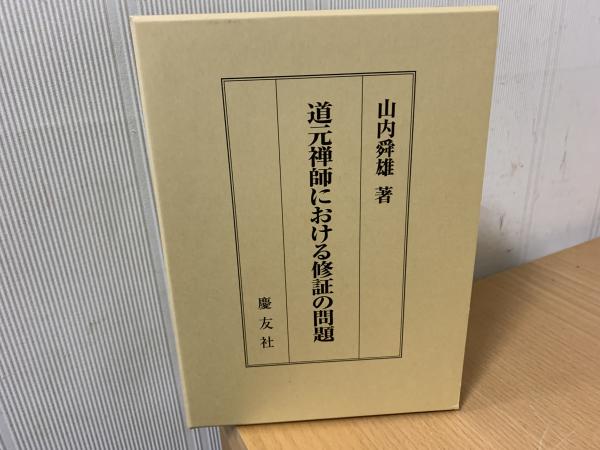 山内舜雄 著
道元禅師における修証の問題
慶友社